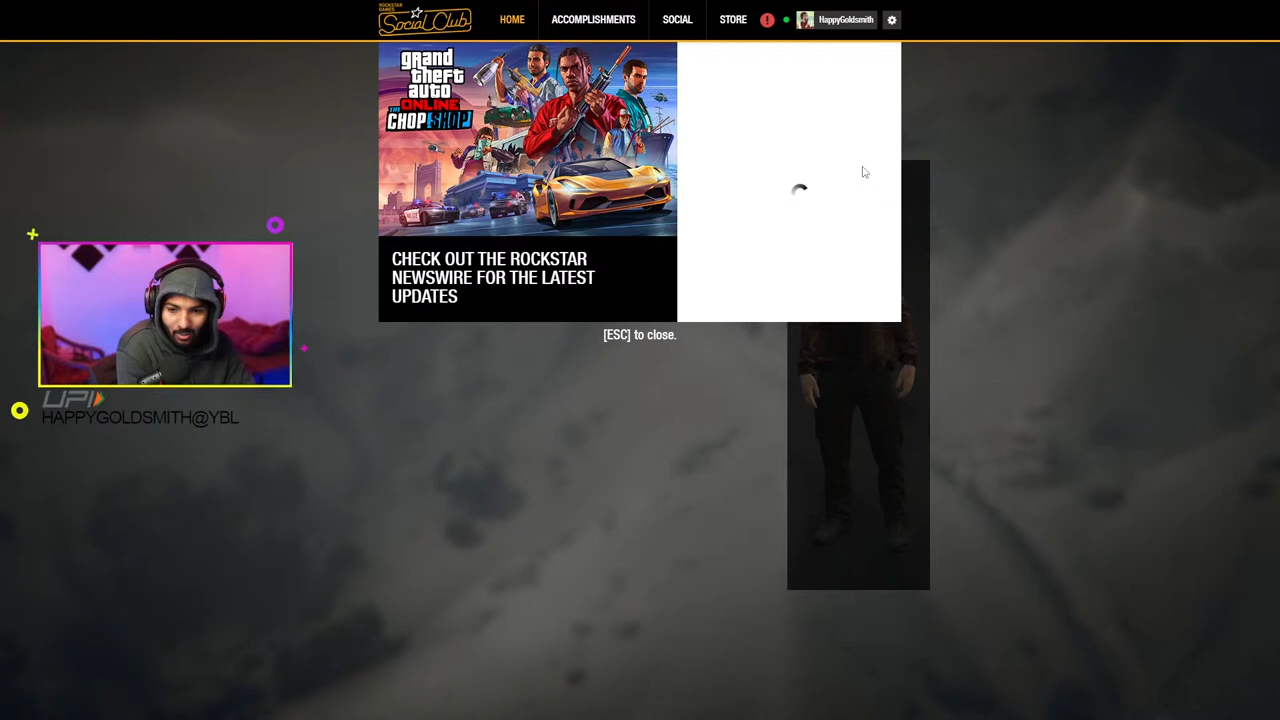 ROCKSTAR
GAMES
Social Club
HOME
ACCOMPLISHMENTS
SOCIAL
STORE
!
HappyGoldsmith
grand
theft
auto
ONLINE
THE
CHOP SHOP
CHECK OUT THE ROCKSTAR
NEWSWIRE FOR THE LATEST
UPDATES
[ESC] to close.
UPI
HAPPYGOLDSMITH@YBL